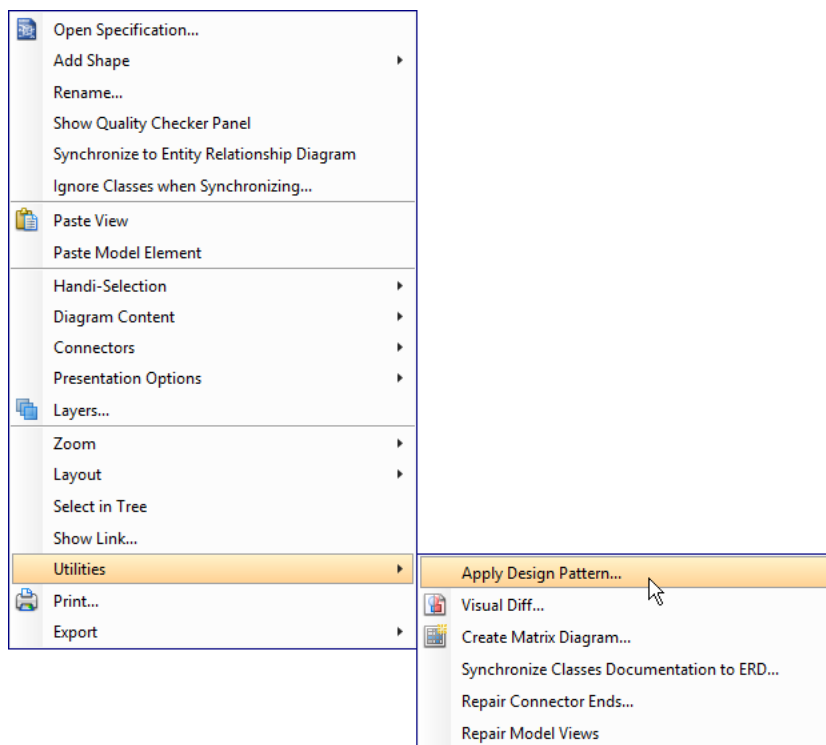 Open Specification...
Add Shape
Rename...
Show Quality Checker Panel
Synchronize to Entity Relationship Diagram
Ignore Classes when Synchronizing...
Paste View
Paste Model Element
Handi-Selection
Diagram Content
Connectors
Presentation Options
Layers...
Zoom
Layout
Select in Tree
Show Link...
Utilities
Print...
Export
Apply Design Pattern...
Visual Diff...
Create Matrix Diagram...
Synchronize Classes Documentation to ERD...
Repair Connector Ends...
Repair Model Views